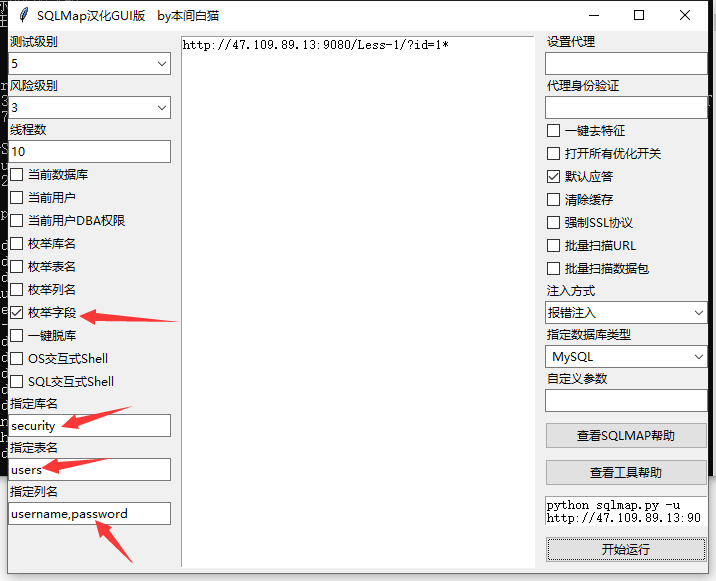 SQLMap汉化GUI版 by本间白猫
测试级别
5
风险级别
3
线程数
10
当前数据库
当前用户
当前用户DBA权限
枚举库名
枚举表名
枚举列名
枚举字段
一键脱库
OS交互式Shell
SQL交互式Shell
指定库名
security
指定表名
users
指定列名
username,password
http://47.109.89.13:9080/Less-1/?id=1*
设置代理
代理身份验证
一键去特征
打开所有优化开关
默认应答
清除缓存
强制SSL协议
批量扫描URL
批量扫描数据包
注入方式
报错注入
指定数据库类型
MySQL
自定义参数
查看SQLMAP帮助
查看工具帮助
python sqlmap.py -u
http://47.109.89.13:90
开始运行